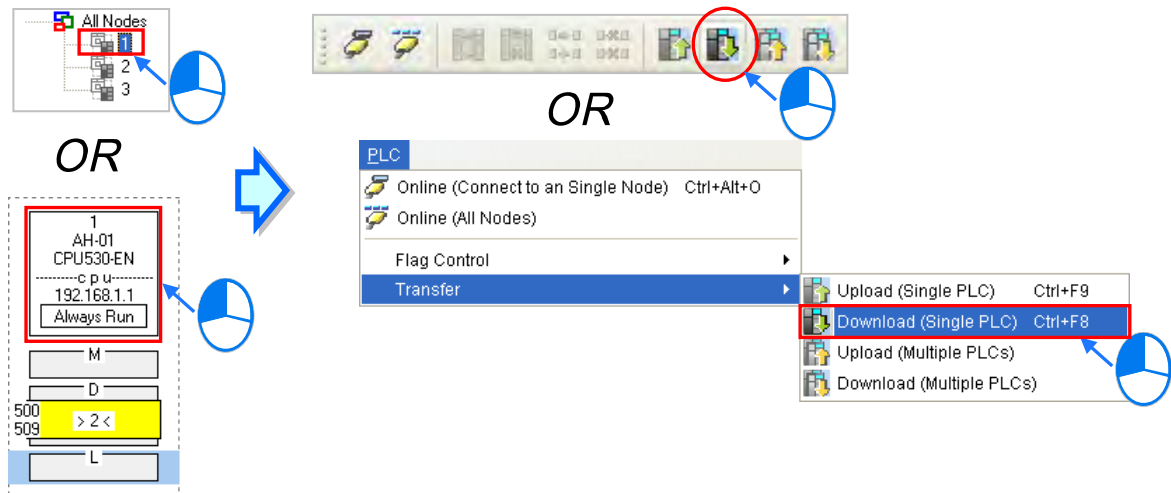 All Nodes
1
2
3
OR
1
AH-01
CPU530-EN
---------c p u---------
192.168.1.1
Always Run
M
D
500
509
> 2 <
L
OR
PLC
Online (Connect to an Single Node) Ctrl+Alt+O
Online (All Nodes)
Flag Control
Transfer
Upload (Single PLC) Ctrl+F9
Download (Single PLC) Ctrl+F8
Upload (Multiple PLCs)
Download (Multiple PLCs)